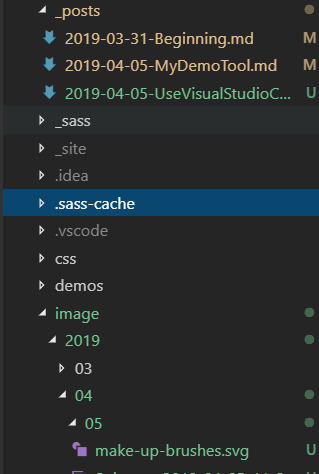 _posts
2019-03-31-Beginning.md M
2019-04-05-MyDemoTool.md M
2019-04-05-UseVisualStudioC... U
_sass
_site
.idea
.sass-cache
.vscode
css
demos
image
2019
03
04
05
make-up-brushes.svg U